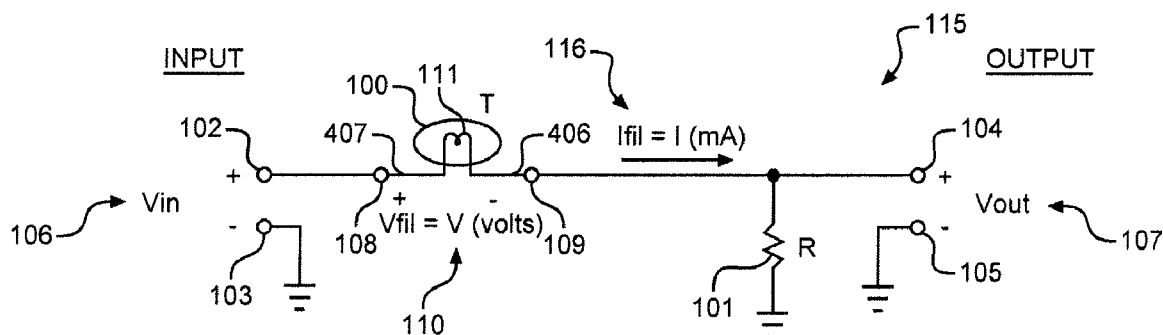 115
116
INPUT
OUTPUT
111
100
T
102
407
406
Ifil = I (mA)
104
+
+
106
Vin
+
-
Vfil = V (volts)
Vout
107
-
108
109
-
103
R
105
101
110